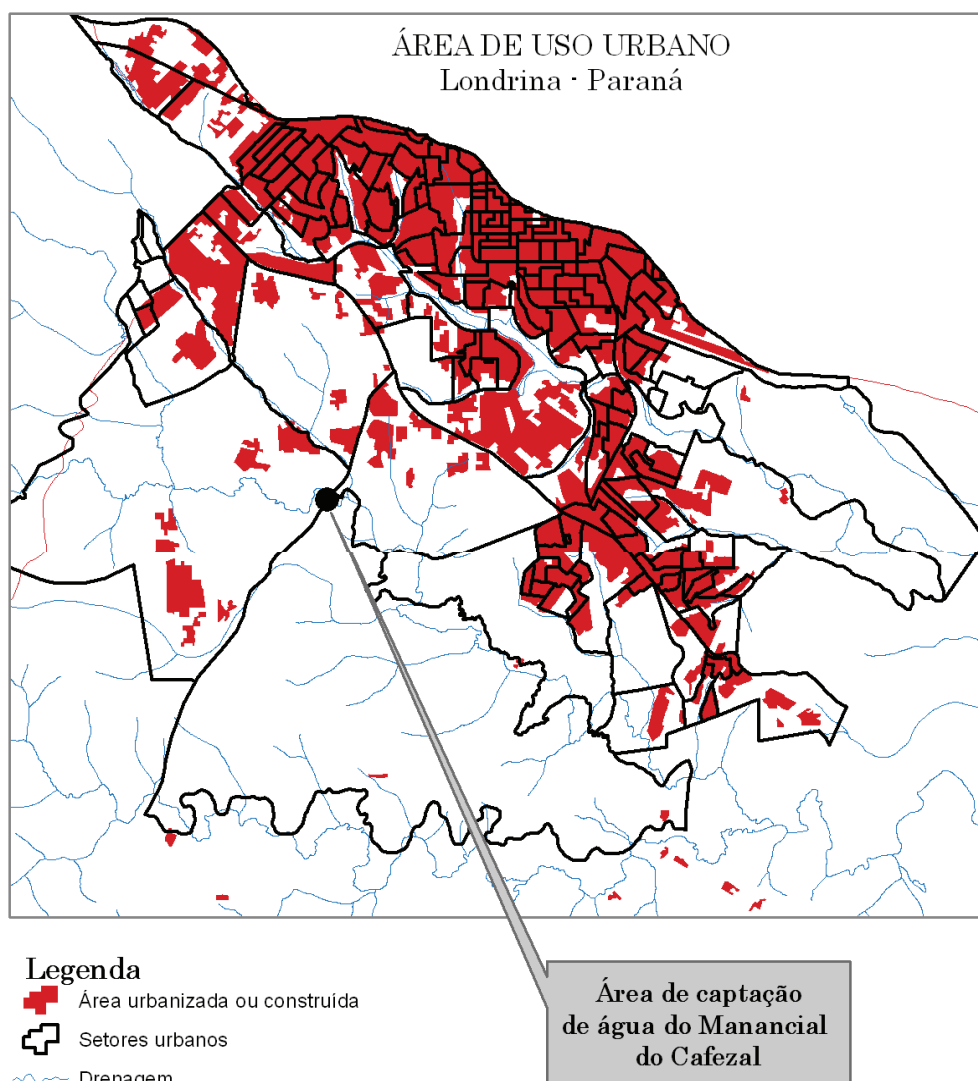 ÁREA DE USO URBANO
Londrina - Paraná
Legenda
Área urbanizada ou construída
Setores urbanos
Drenagem
Área de captação
de água do Manancial
do Cafezal